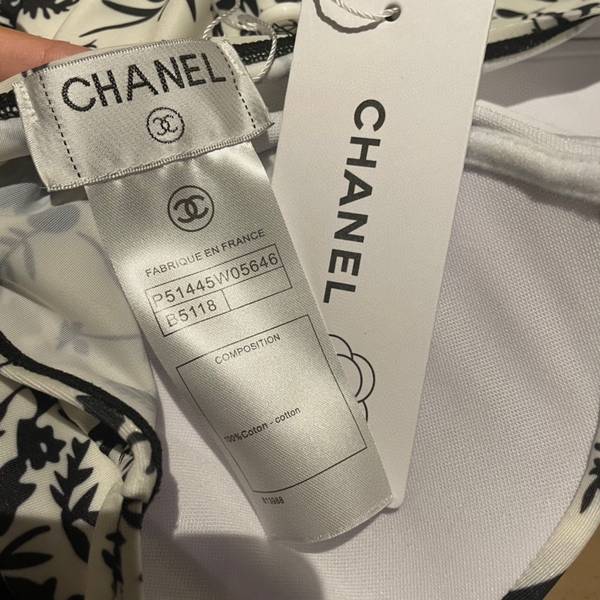 CHANEL
FABRIQUE EN FRANCE
P51445W05646
B5118
COMPOSITION
100%Coton - cotton
CHANEL